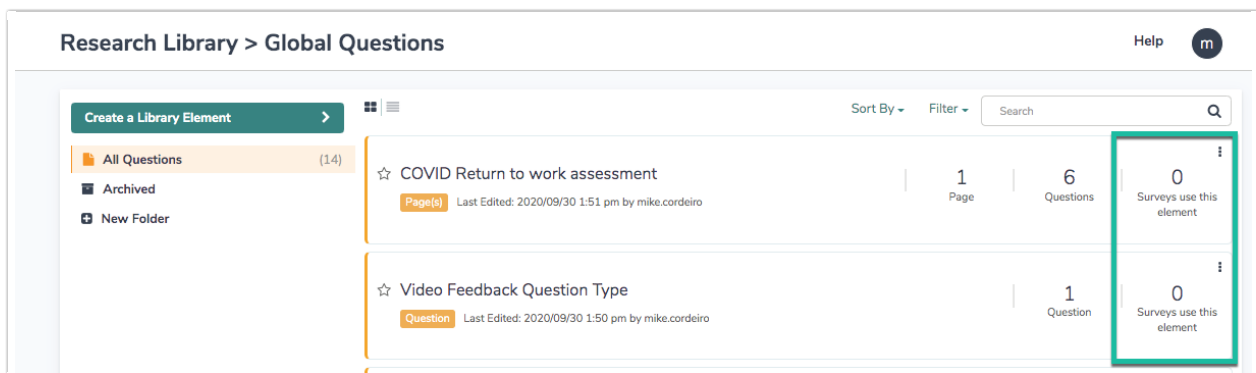 Research Library > Global Questions
Help
m
Create a Library Element
Sort By
Filter
Search
All Questions (14)
Archived
New Folder
COVID Return to work assessment
Page(s) Last Edited: 2020/09/30 1:51 pm by mike.cordeiro
1
Page
6
Questions
0
Surveys use this
element
Video Feedback Question Type
Question Last Edited: 2020/09/30 1:50 pm by mike.cordeiro
1
Question
0
Surveys use this
element